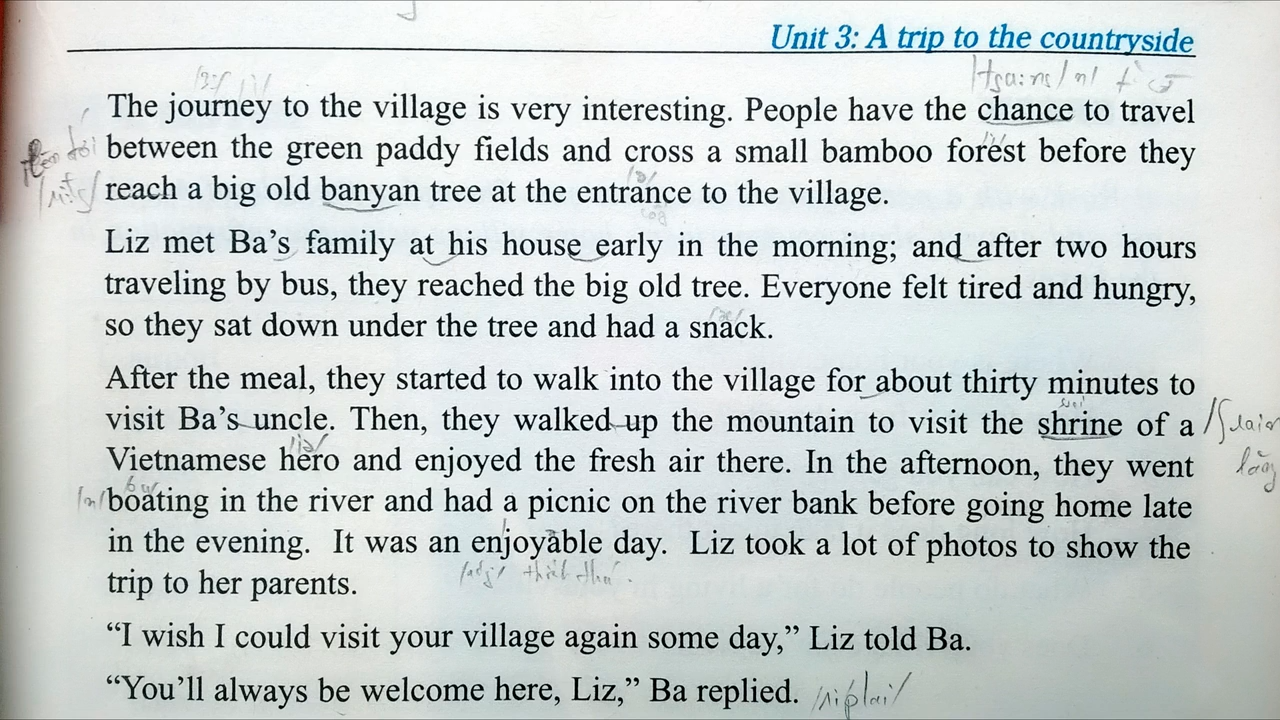 Unit 3: A trip to the countryside
The journey to the village is very interesting. People have the chance to travel
between the green paddy fields and cross a small bamboo forest before they
reach a big old banyan tree at the entrance to the village.
Liz met Ba's family at his house early in the morning; and after two hours
traveling by bus, they reached the big old tree. Everyone felt tired and hungry,
so they sat down under the tree and had a snack.
After the meal, they started to walk into the village for about thirty minutes to
visit Ba's uncle. Then, they walked up the mountain to visit the shrine of a
Vietnamese hero and enjoyed the fresh air there. In the afternoon, they went
boating in the river and had a picnic on the river bank before going home late
in the evening. It was an enjoyable day. Liz took a lot of photos to show the
trip to her parents.
“I wish I could visit your village again some day,” Liz told Ba.
“You'll always be welcome here, Liz,” Ba replied.